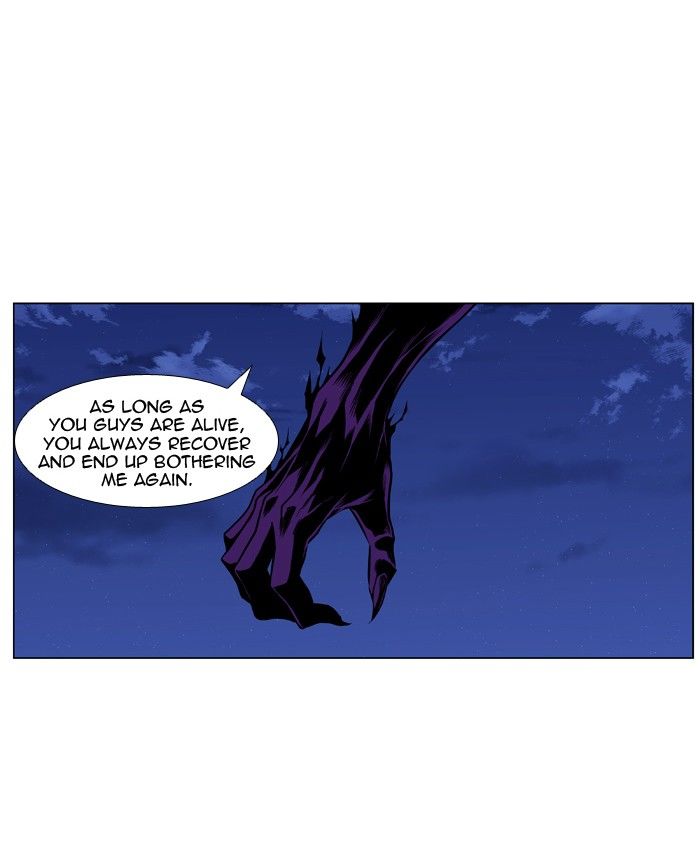 AS LONG AS
YOU GUYS ARE ALIVE,
YOU ALWAYS RECOVER
AND END UP BOTHERING
ME AGAIN.